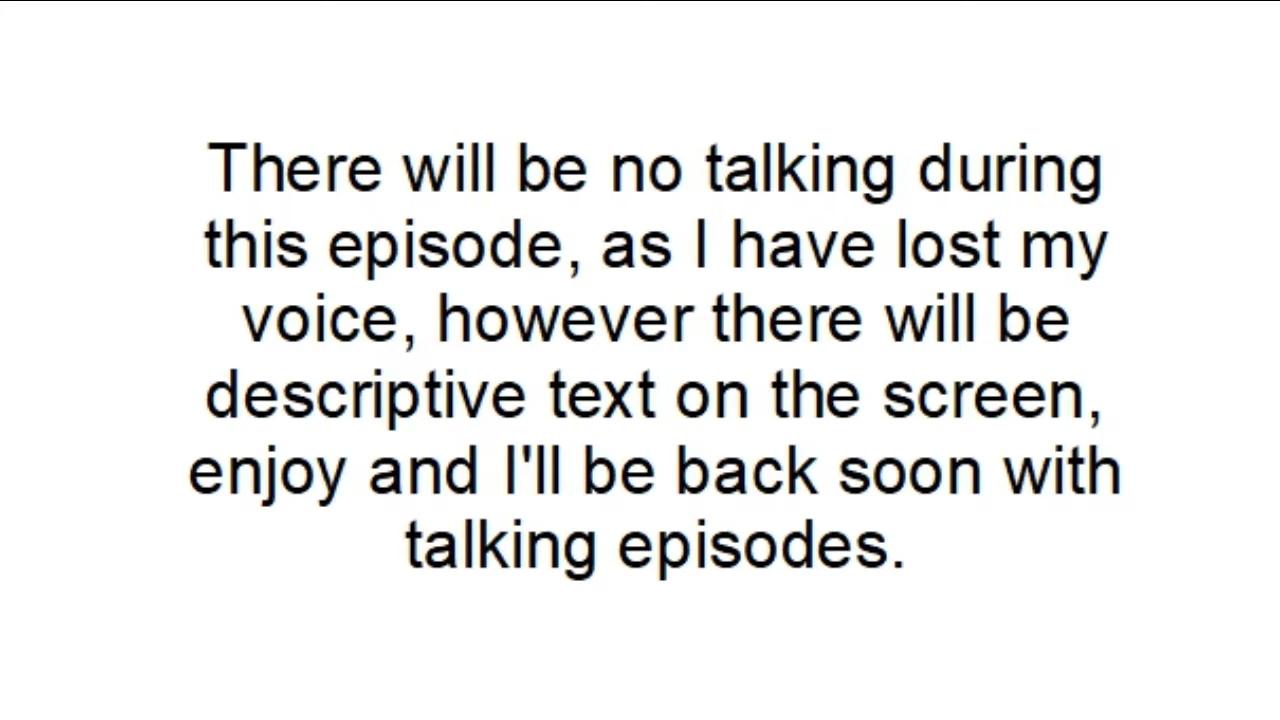 There will be no talking during
this episode, as I have lost my
voice, however there will be
descriptive text on the screen,
enjoy and I'll be back soon with
talking episodes.